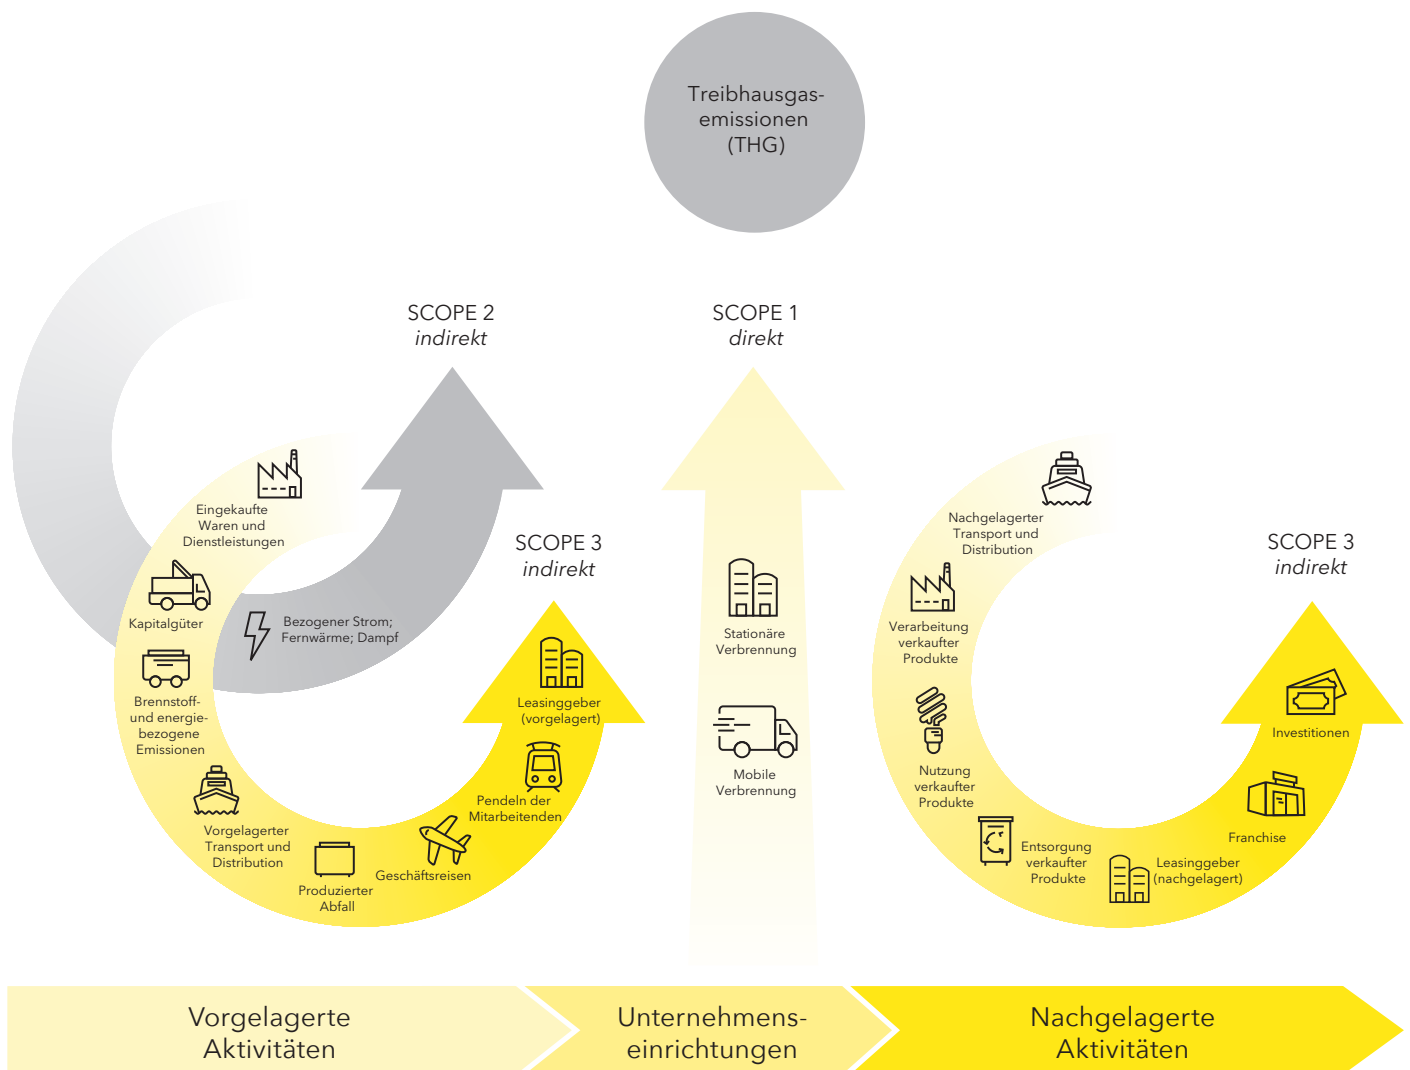 Treibhausgas-
emissionen
(THG)
SCOPE 2
indirekt
SCOPE 1
direkt
Eingekaufte
Waren und
Dienstleistungen
Kapitalgüter
Brennstoff-
und energie-
bezogene
Emissionen
Vorgelagerter
Transport und
Distribution
Produzierter
Abfall
Geschäftsreisen
Pendeln der
Mitarbeitenden
Leasinggeber
(vorgelagert)
SCOPE 3
indirekt
Bezogener Strom;
Fernwärme; Dampf
Stationäre
Verbrennung
Mobile
Verbrennung
Nachgelagerter
Transport und
Distribution
Verarbeitung
verkaufter
Produkte
Nutzung
verkaufter
Produkte
Entsorgung
verkaufter
Produkte
Leasinggeber
(nachgelagert)
Franchise
Investitionen
SCOPE 3
indirekt
Vorgelagerte
Aktivitäten
Unternehmens-
einrichtungen
Nachgelagerte
Aktivitäten